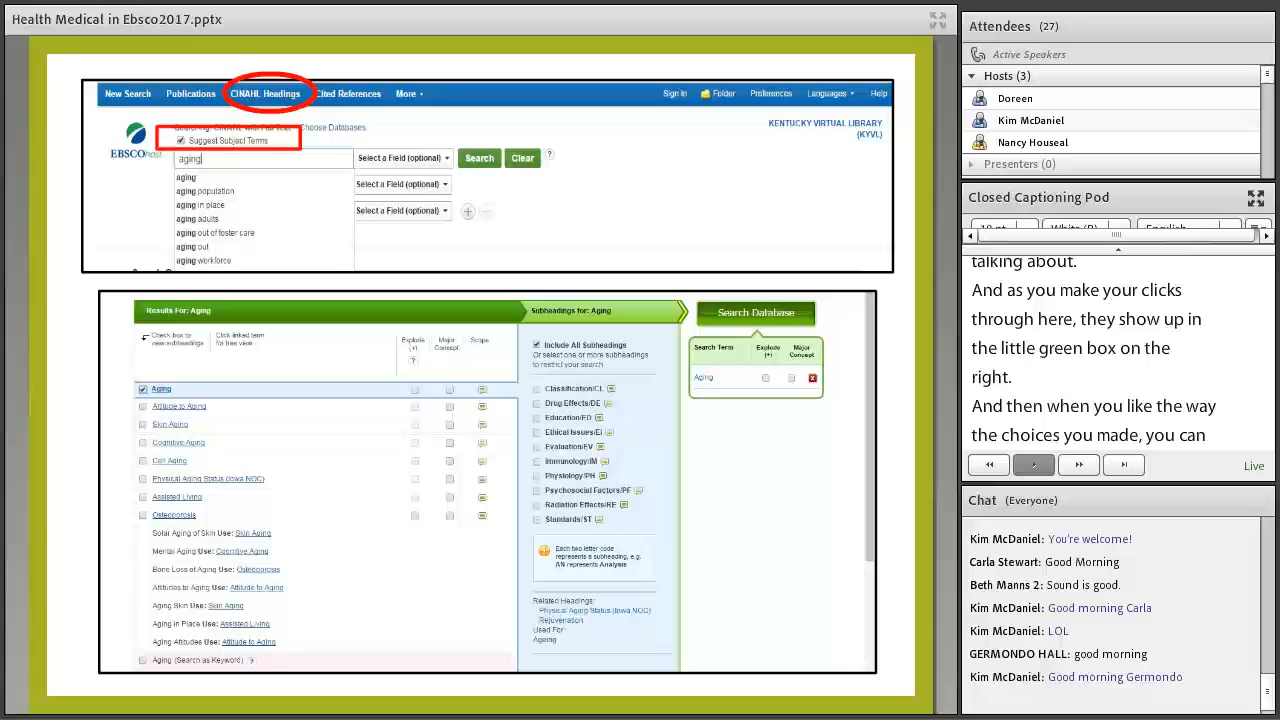 Health Medical in Ebsco2017.pptx
New Search Publications CINAHL Headings Cited References More
Sign In Folder Preferences Languages Help
Choose Databases
KENTUCKY VIRTUAL LIBRARY
(KYVL)
Suggest Subject Terms
EBSCOhost
aging Select a Field (optional) Search Clear ?
aging
aging population Select a Field (optional)
aging in place
aging adults Select a Field (optional)
aging out of foster care
aging out
aging workforce
Results For: Aging
Subheadings for: Aging
Search Database
Check box to
view subheadings
Click linked term
for tree view
Explode
(+)
?
Major
Concept
Scope
Aging
Attitude to Aging
Skin Aging
Cognitive Aging
Cell Aging
Physical Aging Status (Iowa NOC)
Assisted Living
Osteoporosis
Solar Aging of Skin Use: Skin Aging
Mental Aging Use: Cognitive Aging
Bone Loss of Aging Use: Osteoporosis
Attitudes to Aging Use: Attitude to Aging
Aging Skin Use: Skin Aging
Aging in Place Use: Assisted Living
Aging Attitudes Use: Attitude to Aging
Aging (Search as Keyword) ?
Include All Subheadings
Or select one or more subheadings
to restrict your search
Classification/CL
Drug Effects/DE
Education/ED
Ethical Issues/EI
Evaluation/EV
Immunology/IM
Physiology/PH
Psychosocial Factors/PF
Radiation Effects/RE
Standards/ST
Each two letter code
represents a subheading, e.g.
AN represents Analysis
Related Headings:
Physical Aging Status (Iowa NOC)
Rejuvenation
Used For:
Ageing
Search Term Explode
(+) Major
Concept
Aging
Attendees (27)
Active Speakers
Hosts (3)
Doreen
Kim McDaniel
Nancy Houseal
Presenters (0)
Closed Captioning Pod
talking about.
And as you make your clicks
through here, they show up in
the little green box on the
right.
And then when you like the way
the choices you made, you can
Live
Chat (Everyone)
Kim McDaniel: You're welcome!
Carla Stewart: Good Morning
Beth Manns 2: Sound is good.
Kim McDaniel: Good morning Carla
Kim McDaniel: LOL
GERMONDO HALL: good morning
Kim McDaniel: Good morning Germondo